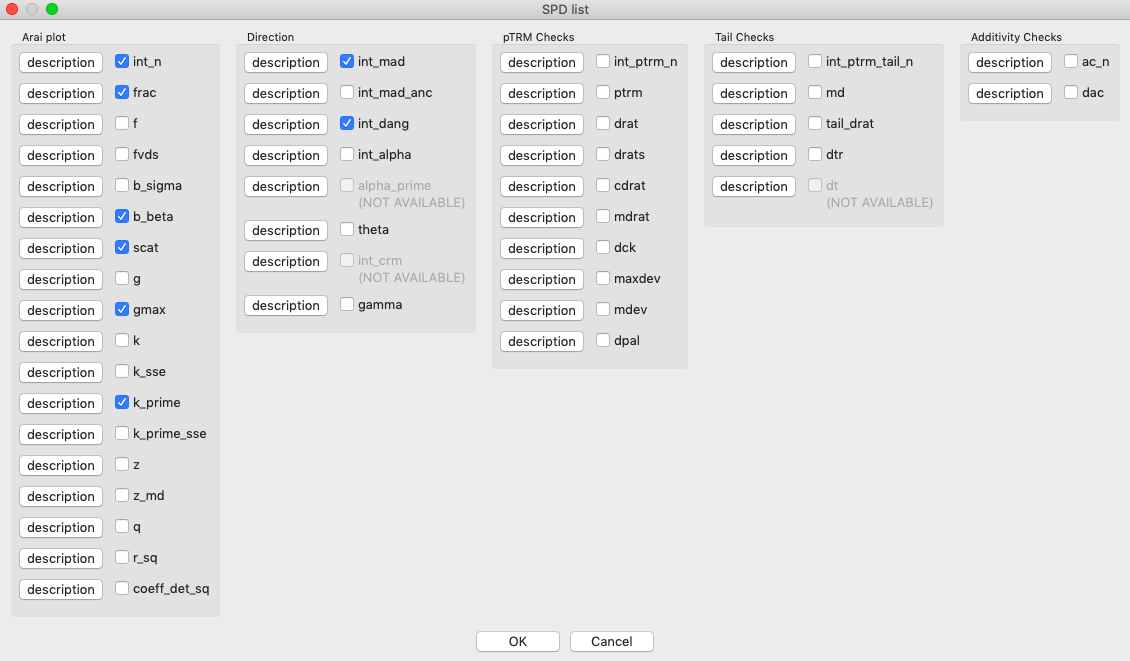 SPD list
Arai plot
description int_n
description frac
description f
description fvds
description b_sigma
description b_beta
description scat
description g
description gmax
description k
description k_sse
description k_prime
description k_prime_sse
description z
description z_md
description q
description r_sq
description coeff_det_sq
Direction
description int_mad
description int_mad_anc
description int_dang
description int_alpha
description alpha_prime
(NOT AVAILABLE)
description theta
description int_crm
(NOT AVAILABLE)
description gamma
pTRM Checks
description int_ptrm_n
description ptrm
description drat
description drats
description cdrat
description mdrat
description dck
description maxdev
description mdev
description dpal
Tail Checks
description int_ptrm_tail_n
description md
description tail_drat
description dtr
description dt
(NOT AVAILABLE)
Additivity Checks
description ac_n
description dac
OK Cancel